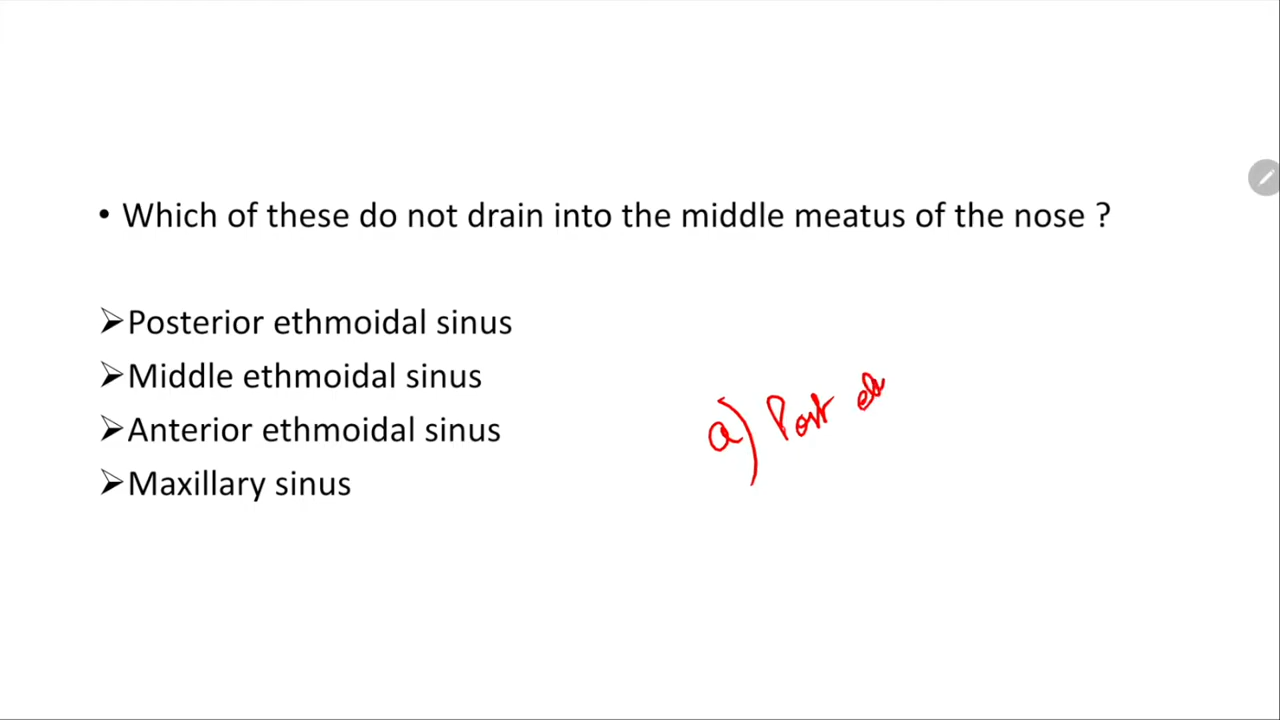 • Which of these do not drain into the middle meatus of the nose ?
➢Posterior ethmoidal sinus
➢Middle ethmoidal sinus
➢Anterior ethmoidal sinus
➢Maxillary sinus
a) Post